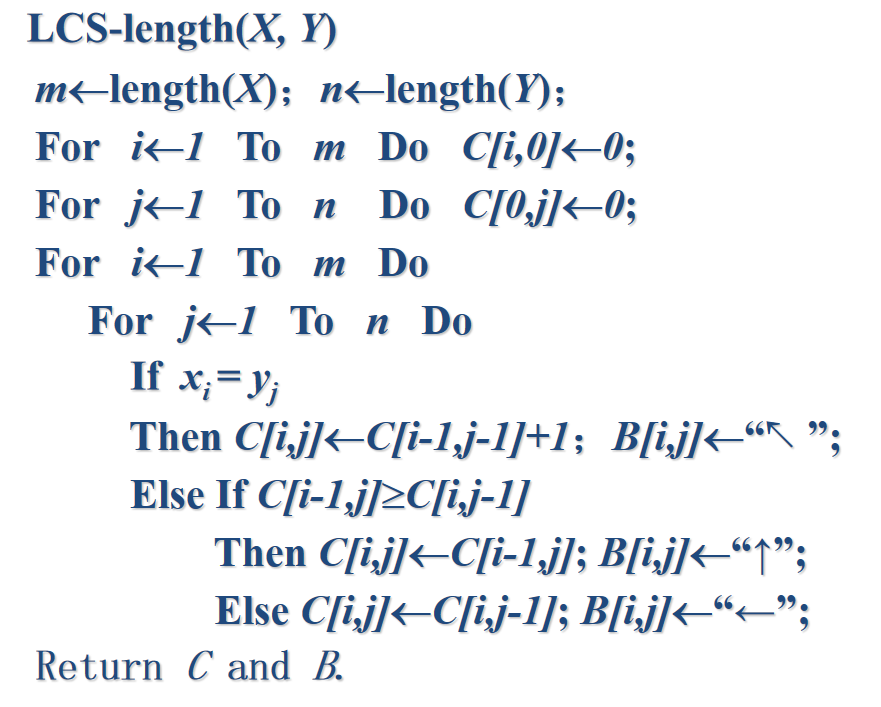 LCS-length(X, Y)
m←length(X)；n←length(Y)；
For i←1 To m Do C[i,0]←0;
For j←1 To n Do C[0,j]←0;
For i←1 To m Do
For j←1 To n Do
If xi = yj
Then C[i,j]←C[i-1,j-1]+1；B[i,j]←“↖”;
Else If C[i-1,j]≥C[i,j-1]
Then C[i,j]←C[i-1,j]; B[i,j]←“↑”;
Else C[i,j]←C[i,j-1]; B[i,j]←“←”;
Return C and B.